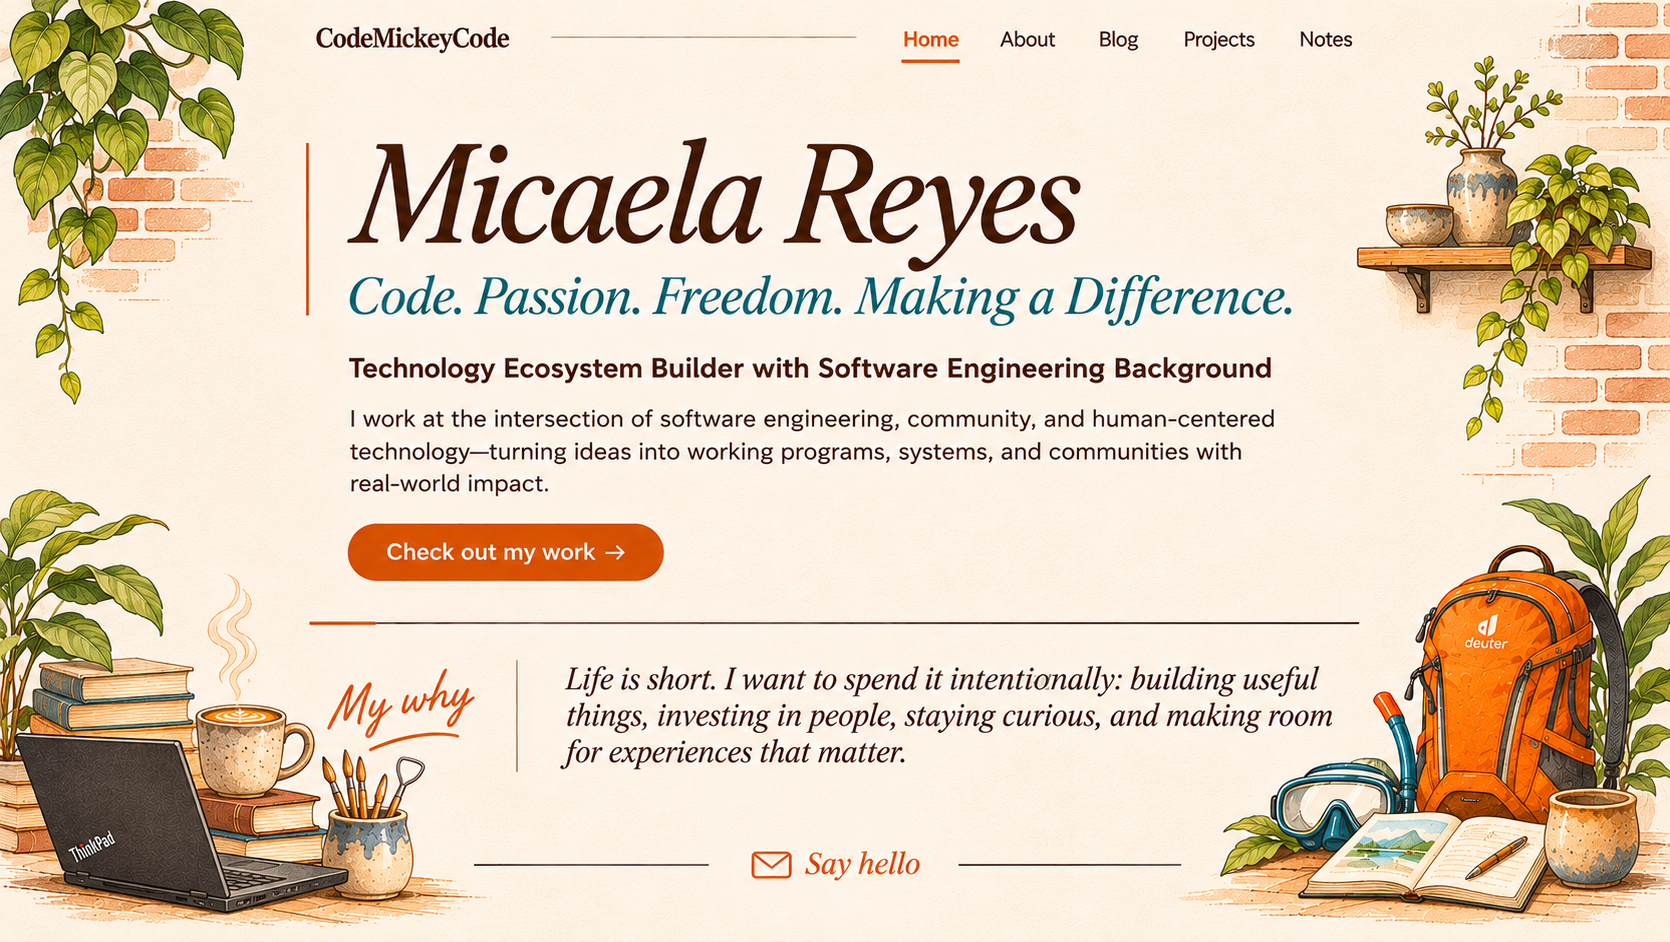 CodeMickeyCode
Home
About
Blog
Projects
Notes
Micaela Reyes
Code. Passion. Freedom. Making a Difference.
Technology Ecosystem Builder with Software Engineering Background
I work at the intersection of software engineering, community, and human-centered
technology—turning ideas into working programs, systems, and communities with
real-world impact.
Check out my work →
My why
Life is short. I want to spend it intentionally: building useful
things, investing in people, staying curious, and making room
for experiences that matter.
deuter
ThinkPad
Say hello